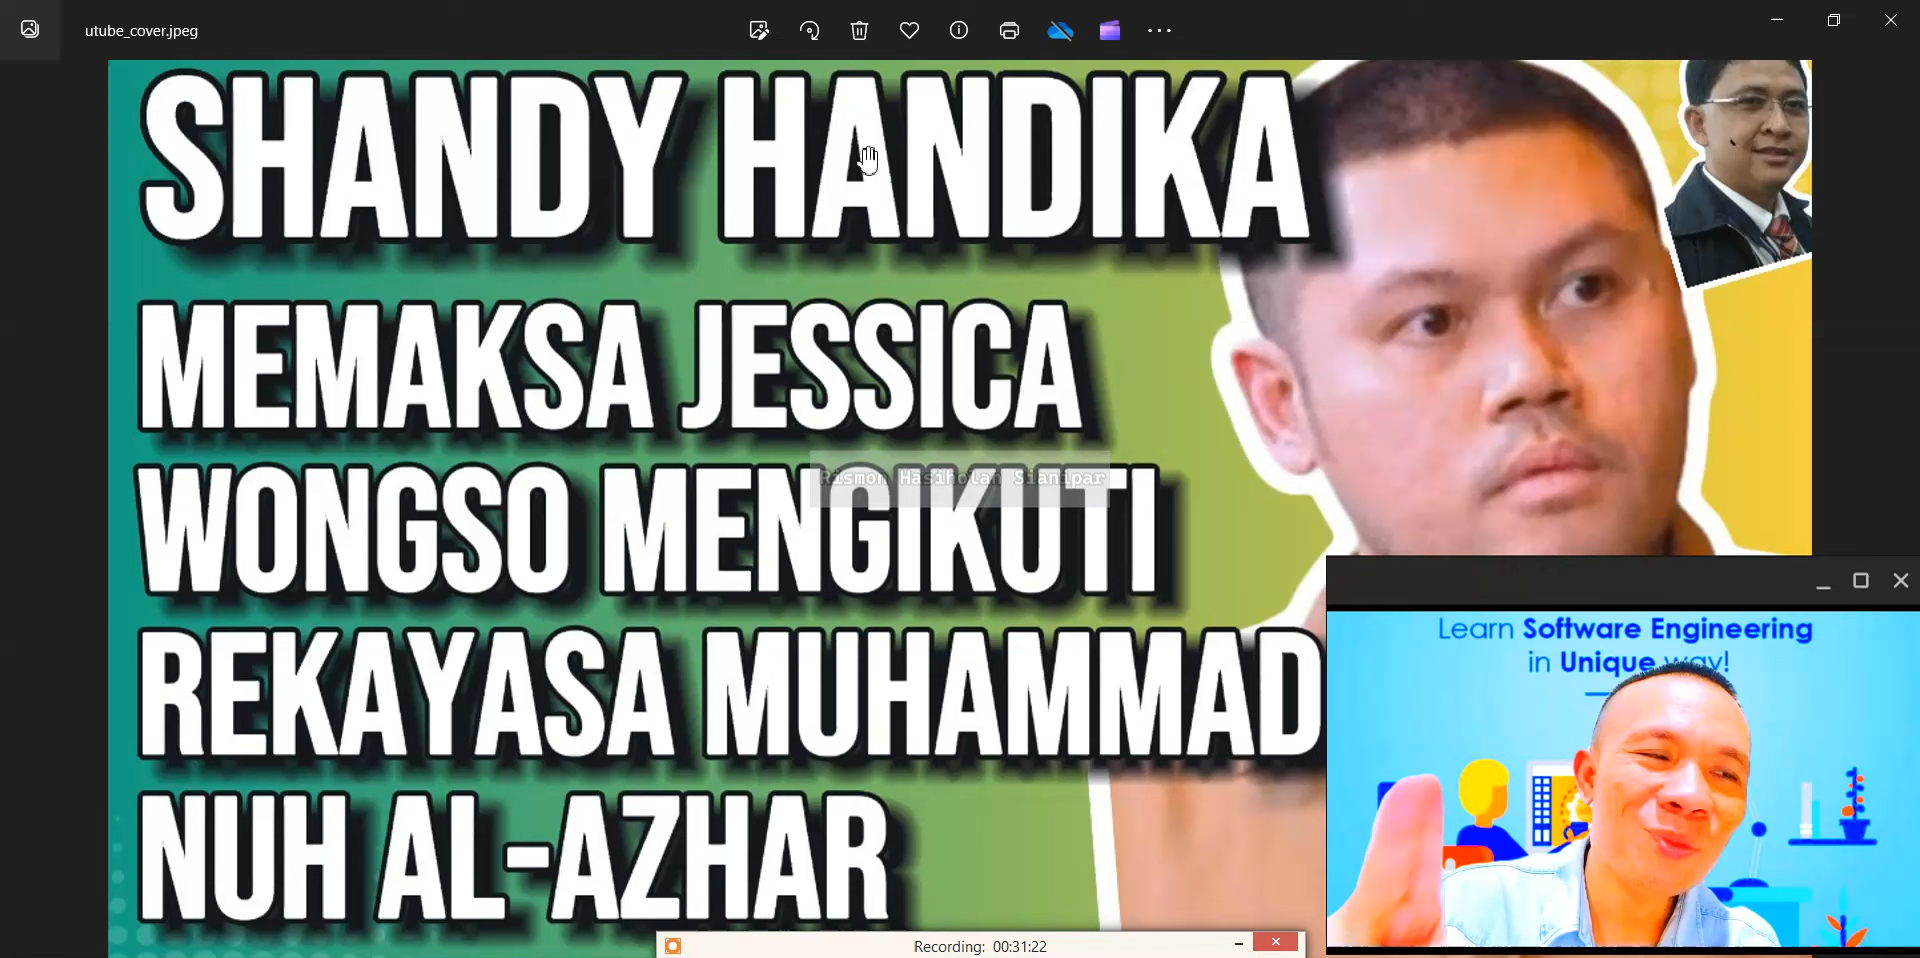 utube_cover.jpeg
SHANDY HANDIKA
MEMAKSA JESSICA
WONGSO MENGIKUTI
Rismon Hasiholan Sianipar
REKAYASA MUHAMMAD
NUH AL-AZHAR
Learn Software Engineering
in Unique way!
Recording: 00:31:22